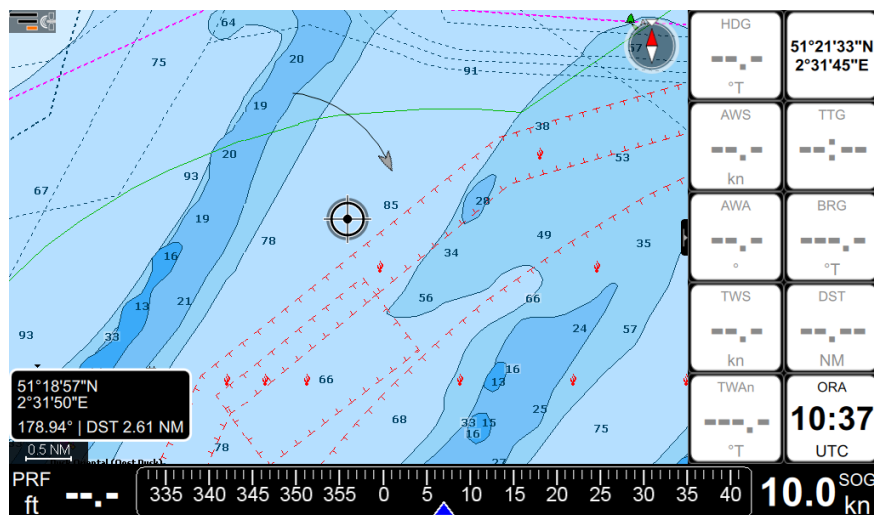 64
20
75
57
91
19
38
20
53
93
67
85
20
19
78
49
35
34
16
56
66
21
13
93
33
24
57
16
13
66
25
68
33
15
16
75
78
27
51°18'57"N
2°31'50"E
178.94° | DST 2.61 NM
0.5 NM
HDG
--.-
°T
51°21'33"N
2°31'45"E
AWS
--.-
kn
TTG
--:--
AWA
--.-
°
BRG
---.-
°T
TWS
--.-
kn
DST
--.--
NM
TWAn
---.-
°T
ORA
10:37
UTC
PRF
ft
--.-
335 340 345 350 355 0 5 10 15 20 25 30 35 40
10.0
SOG
kn